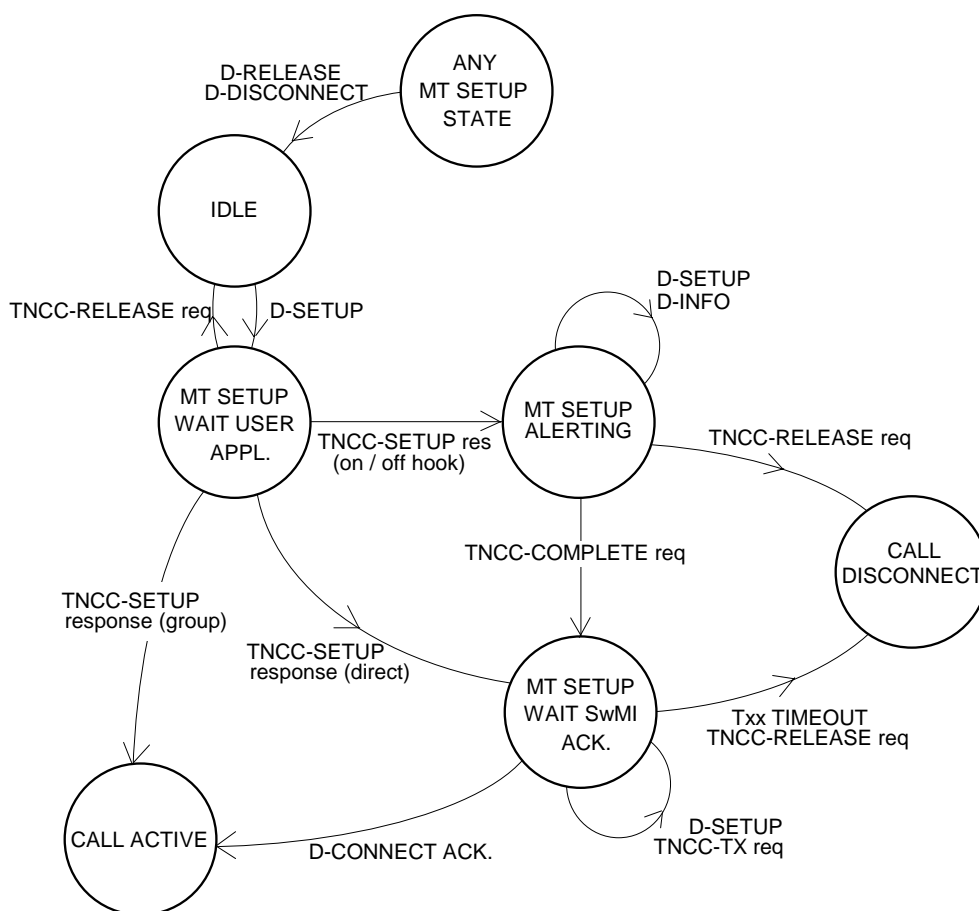 ANY
MT SETUP
STATE
D-RELEASE
D-DISCONNECT
IDLE
TNCC-RELEASE req
D-SETUP
D-SETUP
D-INFO
MT SETUP
WAIT USER
APPL.
TNCC-SETUP res
(on / off hook)
MT SETUP
ALERTING
TNCC-RELEASE req
TNCC-COMPLETE req
CALL
DISCONNECT
TNCC-SETUP
response (group)
TNCC-SETUP
response (direct)
MT SETUP
WAIT SwMI
ACK.
Txx TIMEOUT
TNCC-RELEASE req
CALL ACTIVE
D-CONNECT ACK.
D-SETUP
TNCC-TX req